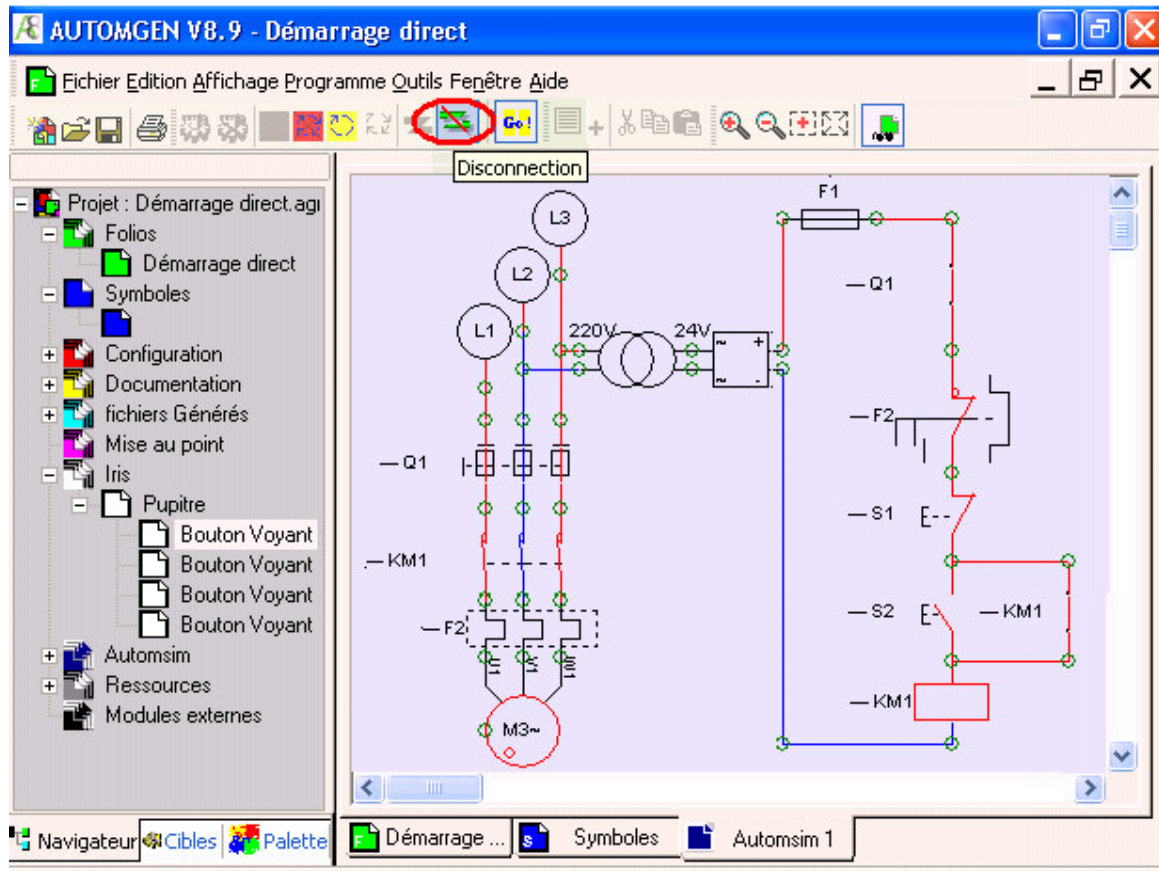 AUTOMGEN V8.9 - Démarrage direct
Fichier Edition Affichage Programme Outils Fenêtre Aide
Go!
Disconnection
Projet : Démarrage direct.agn
Folios
Démarrage direct
Symboles
Configuration
Documentation
fichiers Générés
Mise au point
Iris
Pupitre
Bouton Voyant
Bouton Voyant
Bouton Voyant
Bouton Voyant
Automsim
Ressources
Modules externes
Navigateur Cibles Palette
L3
L2
L1
220V 24V
+
-
F1
Q1
F2
S1
S2
KM1
KM1
Q1
KM1
F2
U1 V1 W1
M3~
Démarrage ... Symboles Automsim 1